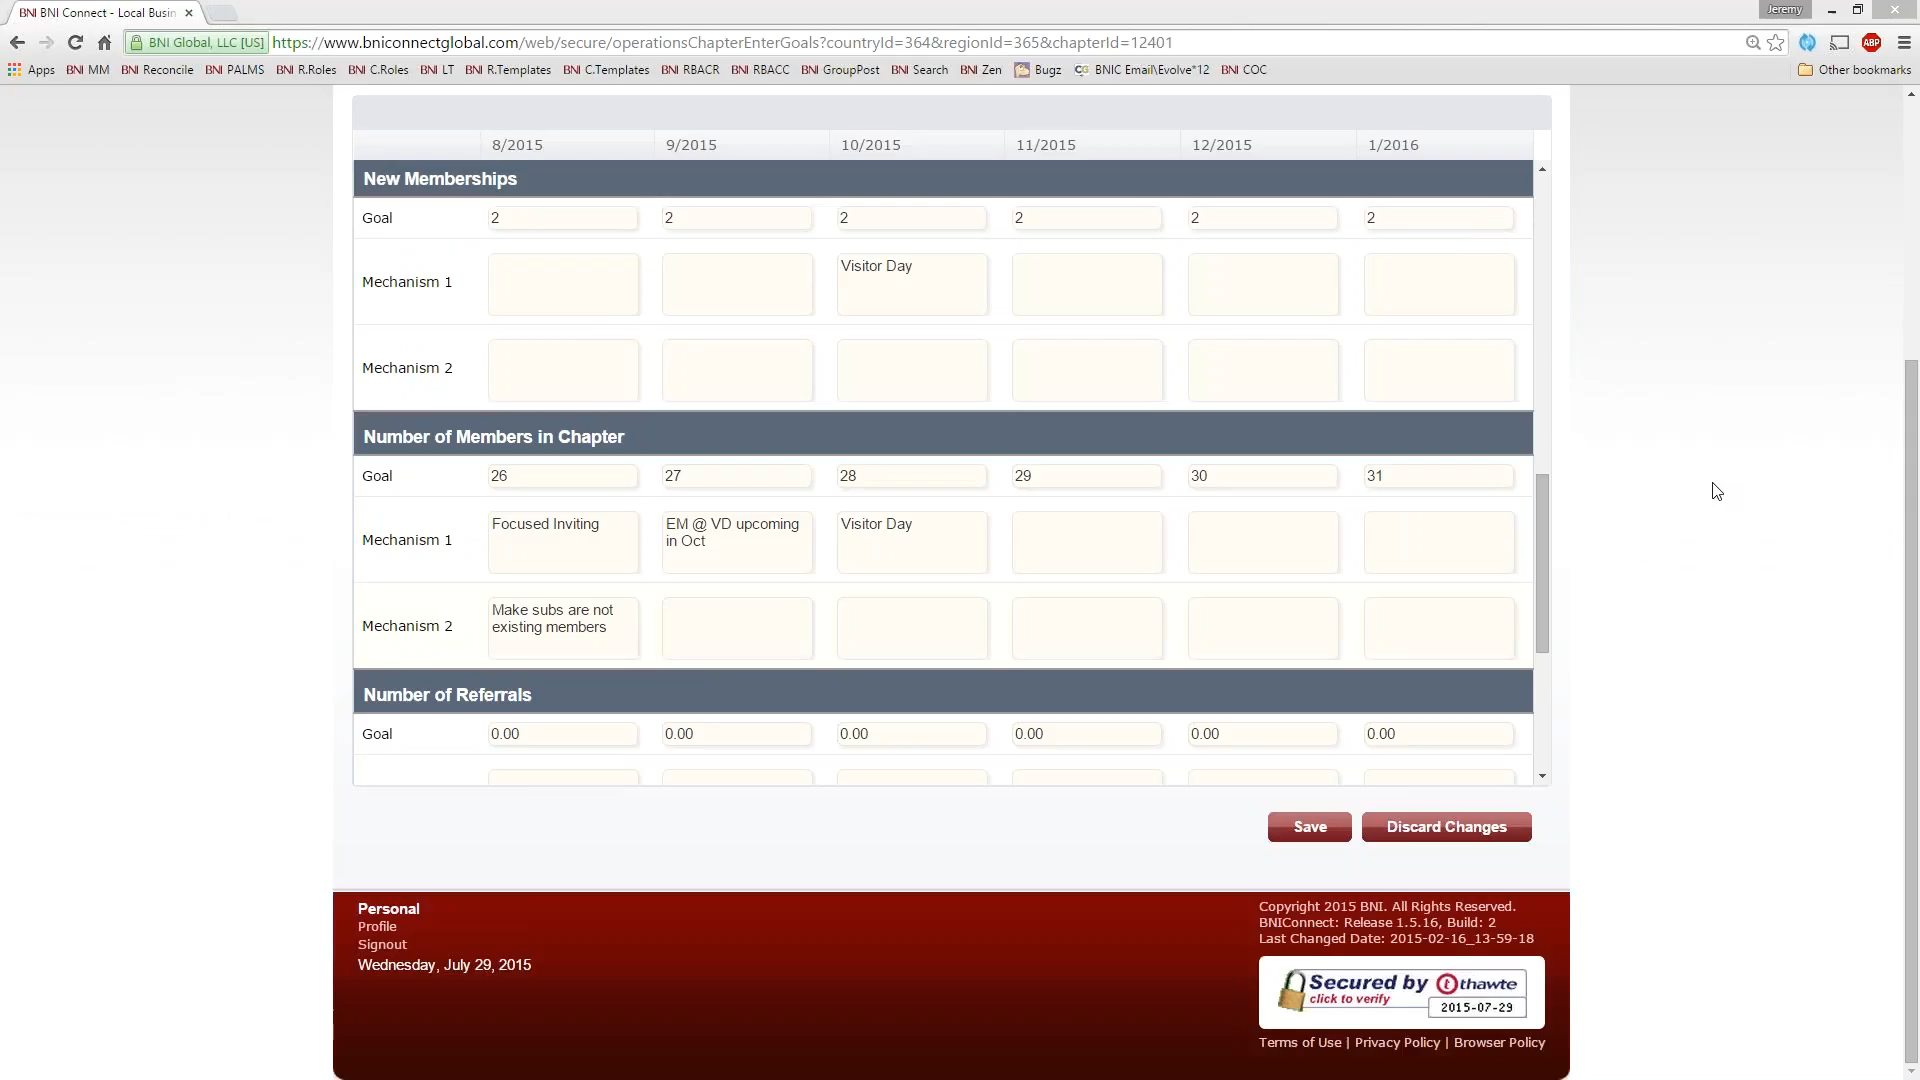 BNI BNI Connect - Local Busin
Jeremy
BNI Global, LLC [US] https://www.bniconnectglobal.com/web/secure/operationsChapterEnterGoals?countryId=364&regionId=365&chapterId=12401
ABP
Apps BNI MM BNI Reconcile BNI PALMS BNI R.Roles BNI C.Roles BNI LT BNI R.Templates BNI C.Templates BNI RBACR BNI RBACC BNI GroupPost BNI Search BNI Zen Bugz CG BNIC Email\Evolve*12 BNI COC Other bookmarks
8/2015 9/2015 10/2015 11/2015 12/2015 1/2016
New Memberships
Goal 2 2 2 2 2 2
Mechanism 1 Visitor Day
Mechanism 2
Number of Members in Chapter
Goal 26 27 28 29 30 31
Mechanism 1 Focused Inviting EM @ VD upcoming in Oct Visitor Day
Mechanism 2 Make subs are not existing members
Number of Referrals
Goal 0.00 0.00 0.00 0.00 0.00 0.00
Save Discard Changes
Personal
Profile
Signout
Wednesday, July 29, 2015
Copyright 2015 BNI. All Rights Reserved.
BNIConnect: Release 1.5.16, Build: 2
Last Changed Date: 2015-02-16_13-59-18
Secured by thawte
click to verify
2015-07-29
Terms of Use | Privacy Policy | Browser Policy